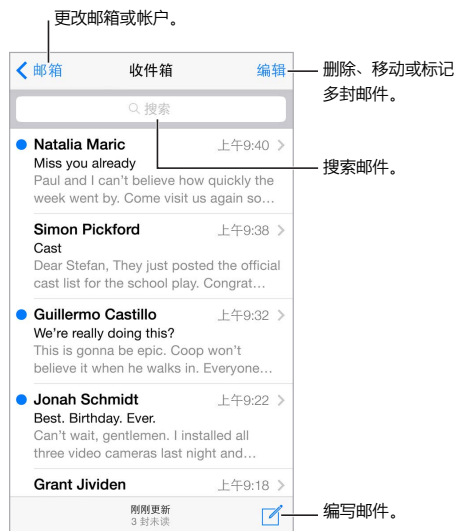 更改邮箱或帐户。
邮箱 收件箱 编辑
删除、移动或标记
多封邮件。
搜索
搜索邮件。
Natalia Maric 上午9:40
Miss you already
Paul and I can't believe how quickly the
week went by. Come visit us again so…
Simon Pickford 上午9:38
Cast
Dear Stefan, They just posted the official
cast list for the school play. Congrat…
Guillermo Castillo 上午9:32
We're really doing this?
This is gonna be epic. Coop won't
believe it when he walks in. Everyone…
Jonah Schmidt 上午9:22
Best. Birthday. Ever.
Can't wait, gentlemen. I installed all
three video cameras last night and…
Grant Jividen 上午9:18
刚刚更新
3 封未读
编写邮件。